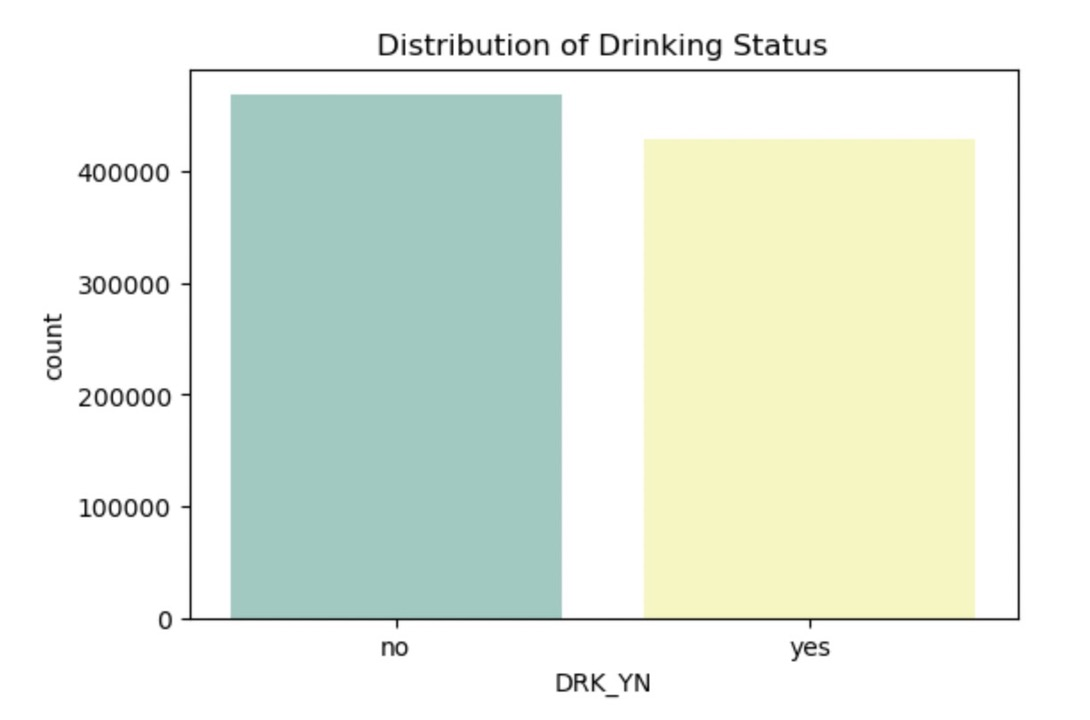 Distribution of Drinking Status
400000
300000
200000
100000
0
count
no yes
DRK_YN